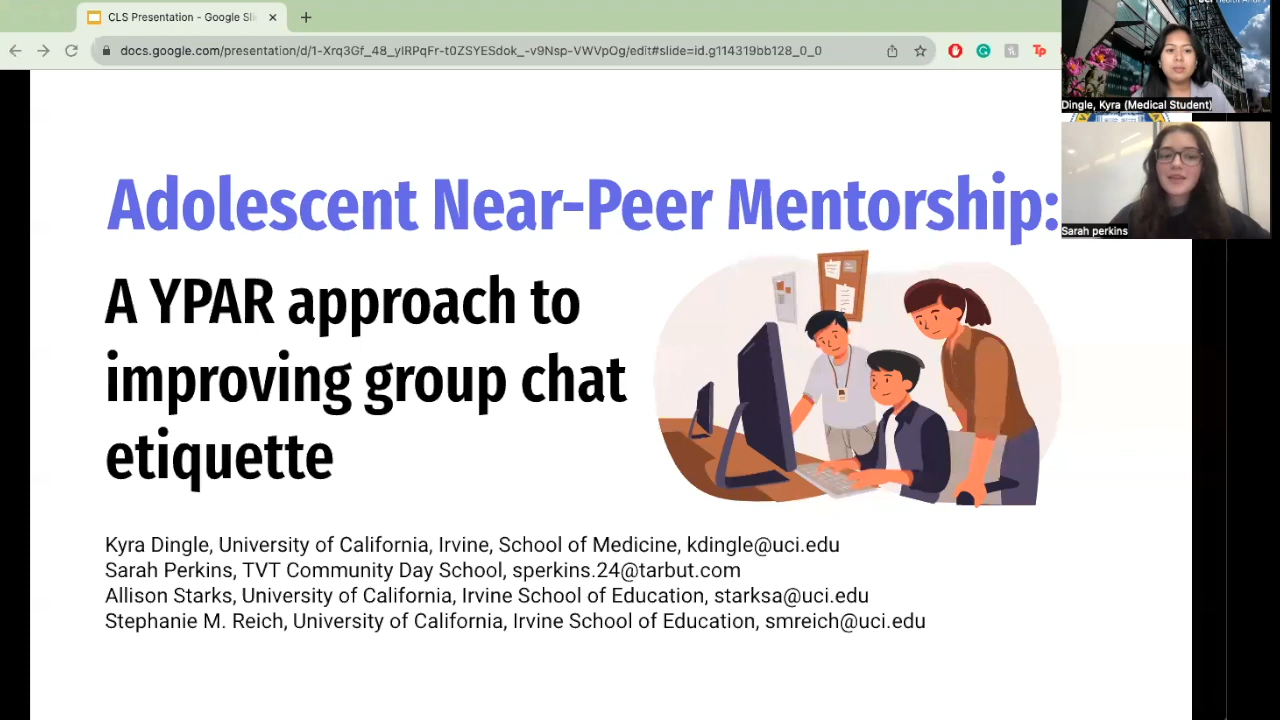 CLS Presentation - Google Sli
docs.google.com/presentation/d/1-Xrq3Gf_48_yIRPqFr-t0ZSYESdok_-v9Nsp-VWVpOg/edit#slide=id.g114319bb128_0_0
Dingle, Kyra (Medical Student)
Sarah perkins
Adolescent Near-Peer Mentorship:
A YPAR approach to
improving group chat
etiquette
Kyra Dingle, University of California, Irvine, School of Medicine, kdingle@uci.edu
Sarah Perkins, TVT Community Day School, sperkins.24@tarbut.com
Allison Starks, University of California, Irvine School of Education, starksa@uci.edu
Stephanie M. Reich, University of California, Irvine School of Education, smreich@uci.edu